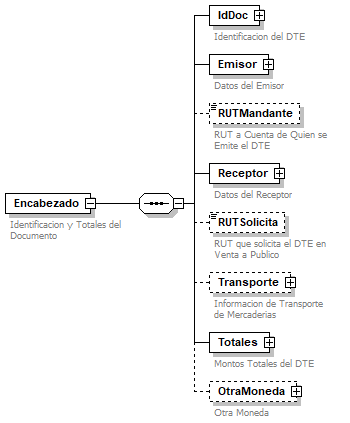 IdDoc
Identificacion del DTE
Emisor
Datos del Emisor
RUTMandante
RUT a Cuenta de Quien se
Emite el DTE
Encabezado
Identificacion y Totales del
Documento
Receptor
Datos del Receptor
RUTSolicita
RUT que solicita el DTE en
Venta a Publico
Transporte
Informacion de Transporte
de Mercaderias
Totales
Montos Totales del DTE
OtraMoneda
Otra Moneda